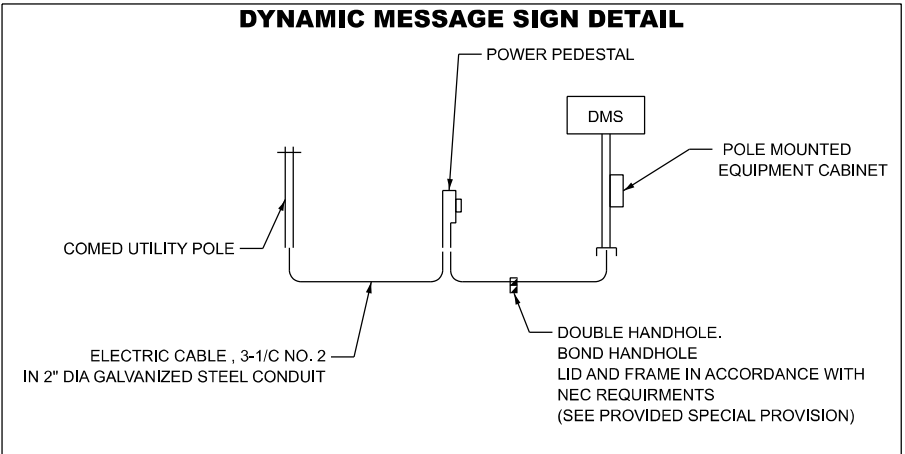 DYNAMIC MESSAGE SIGN DETAIL
POWER PEDESTAL
DMS
POLE MOUNTED
EQUIPMENT CABINET
COMED UTILITY POLE
ELECTRIC CABLE , 3-1/C NO. 2
IN 2" DIA GALVANIZED STEEL CONDUIT
DOUBLE HANDHOLE.
BOND HANDHOLE
LID AND FRAME IN ACCORDANCE WITH
NEC REQUIRMENTS
(SEE PROVIDED SPECIAL PROVISION)